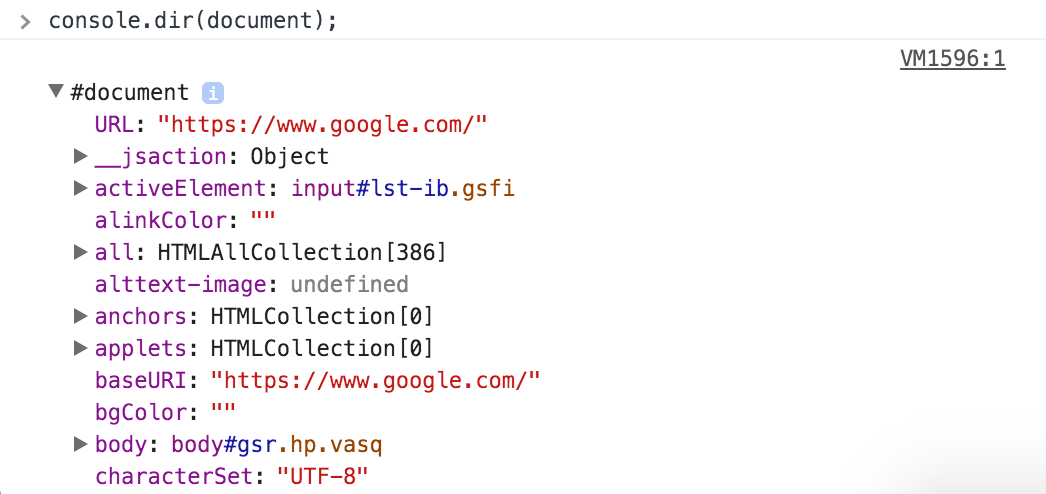 > console.dir(document);
VM1596:1
▼ #document i
URL: "https://www.google.com/"
▶ __jsaction: Object
▶ activeElement: input#lst-ib.gsfi
alinkColor: ""
▶ all: HTMLAllCollection[386]
alttext-image: undefined
▶ anchors: HTMLCollection[0]
▶ applets: HTMLCollection[0]
baseURI: "https://www.google.com/"
bgColor: ""
▶ body: body#gsr.hp.vasq
characterSet: "UTF-8"